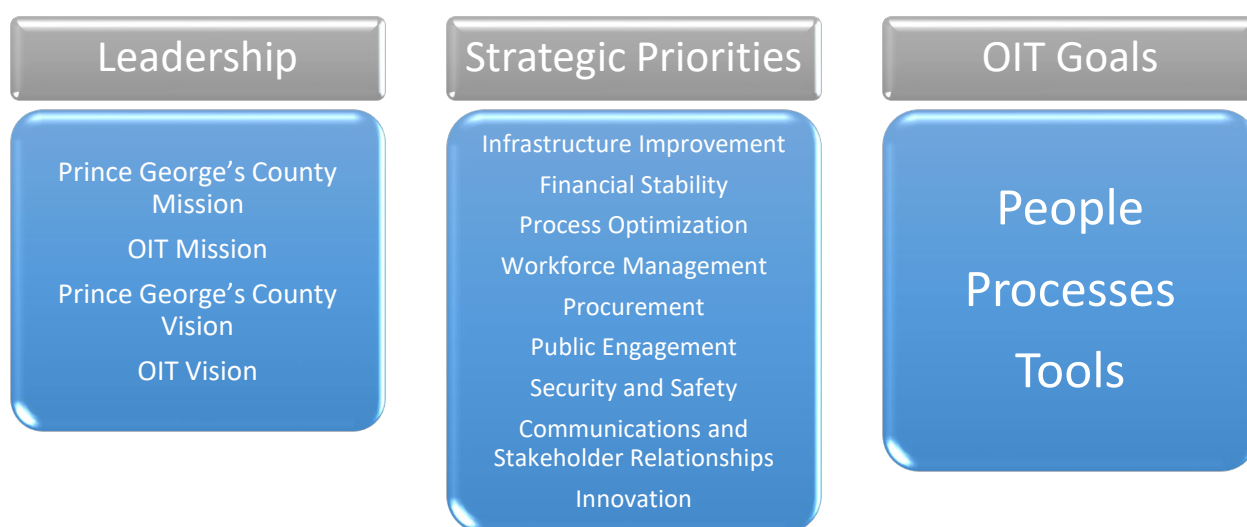 Leadership
Prince George’s County
Mission
OIT Mission
Prince George’s County
Vision
OIT Vision
Strategic Priorities
Infrastructure Improvement
Financial Stability
Process Optimization
Workforce Management
Procurement
Public Engagement
Security and Safety
Communications and
Stakeholder Relationships
Innovation
OIT Goals
People
Processes
Tools